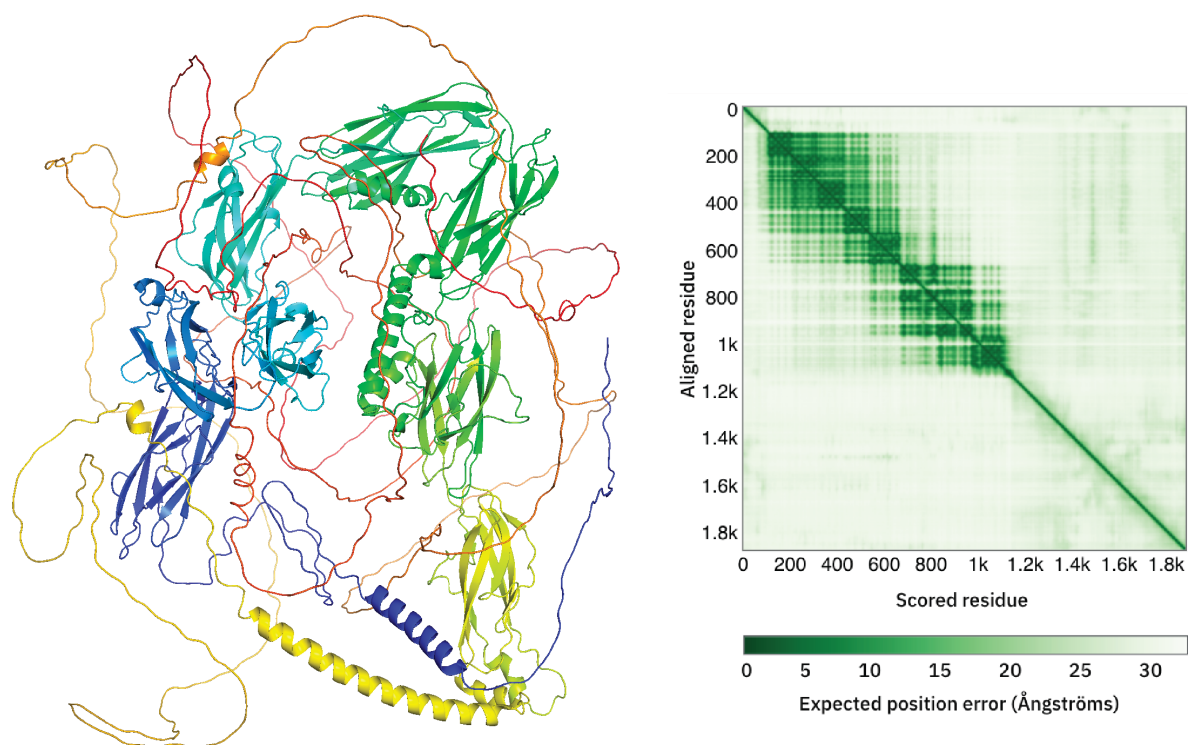 0
200
400
600
800
1k
1.2k
1.4k
1.6k
1.8k
Aligned residue
0 200 400 600 800 1k 1.2k 1.4k 1.6k 1.8k
Scored residue
0 5 10 15 20 25 30
Expected position error (Ångströms)